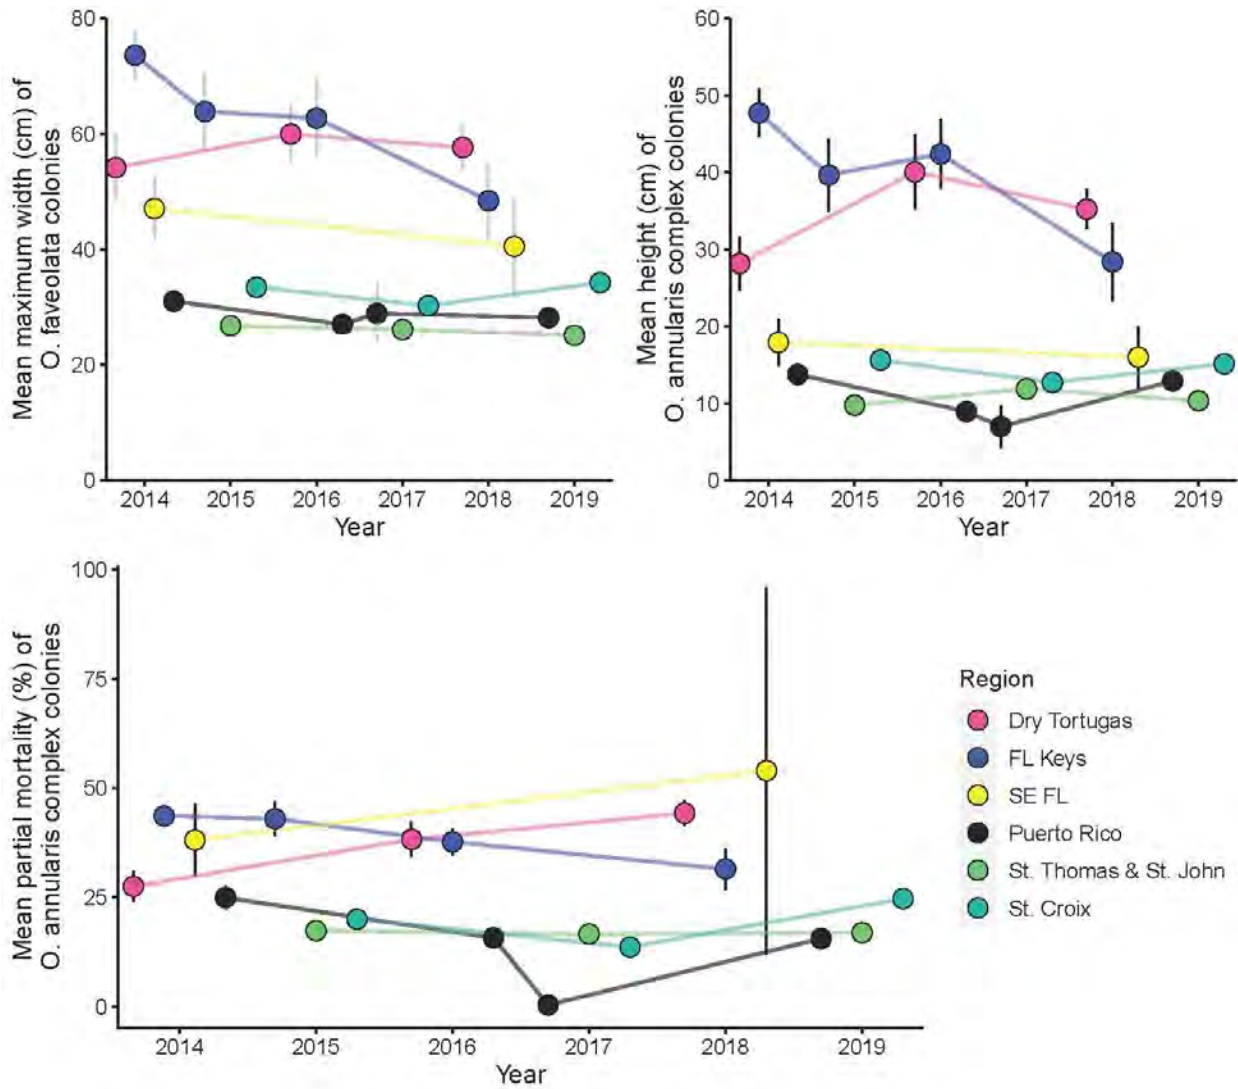 Mean maximum width (cm) of
O. faveolata colonies
80
60
40
20
0
2014 2015 2016 2017 2018 2019
Year
Mean height (cm) of
O. annularis complex colonies
60
50
40
30
20
10
0
2014 2015 2016 2017 2018 2019
Year
Mean partial mortality (%) of
O. annularis complex colonies
100
75
50
25
0
2014 2015 2016 2017 2018 2019
Year
Region
Dry Tortugas
FL Keys
SE FL
Puerto Rico
St. Thomas & St. John
St. Croix